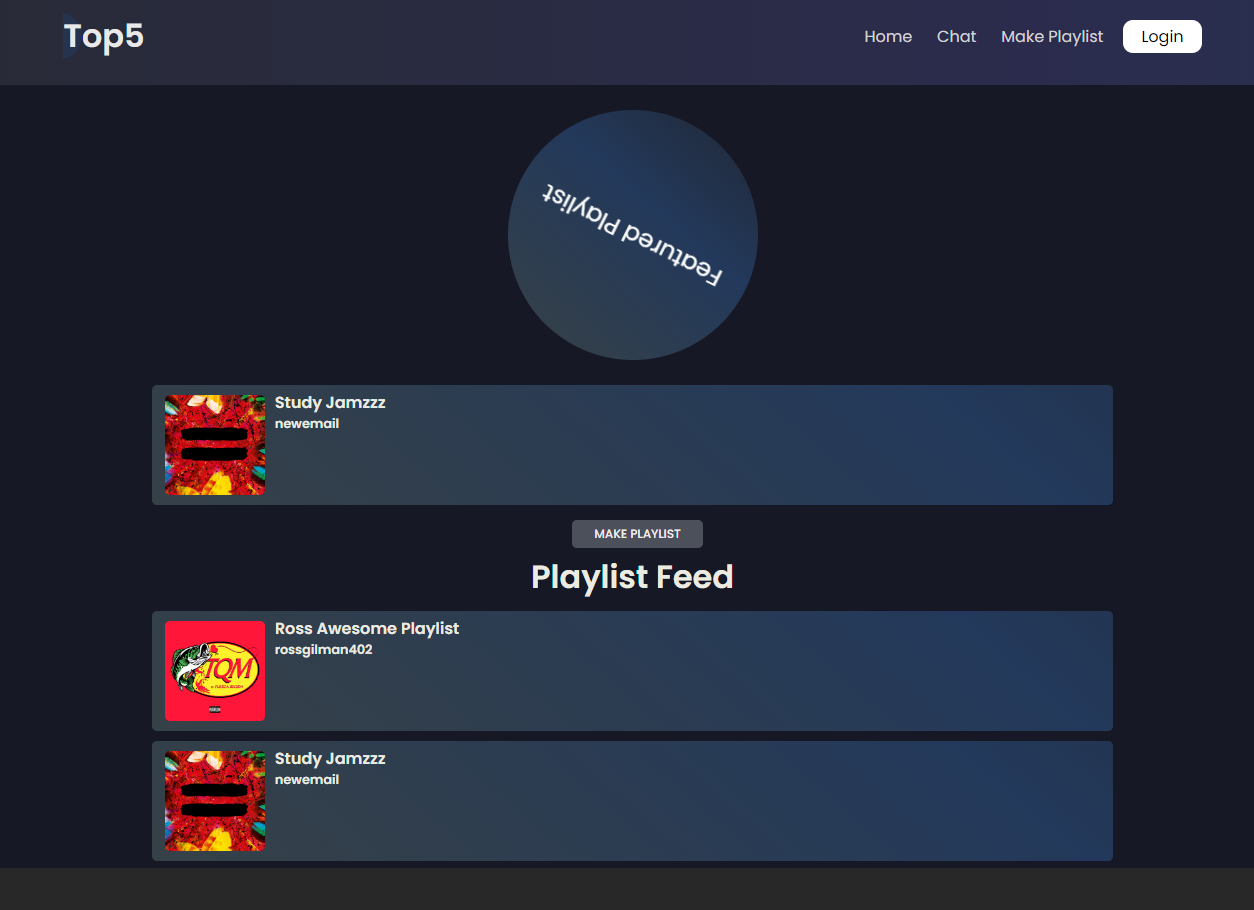 Top5
Home
Chat
Make Playlist
Login
Featured Playlist
Study Jamzzz
newemail
MAKE PLAYLIST
Playlist Feed
Ross Awesome Playlist
rossgilman402
TQM
Study Jamzzz
newemail